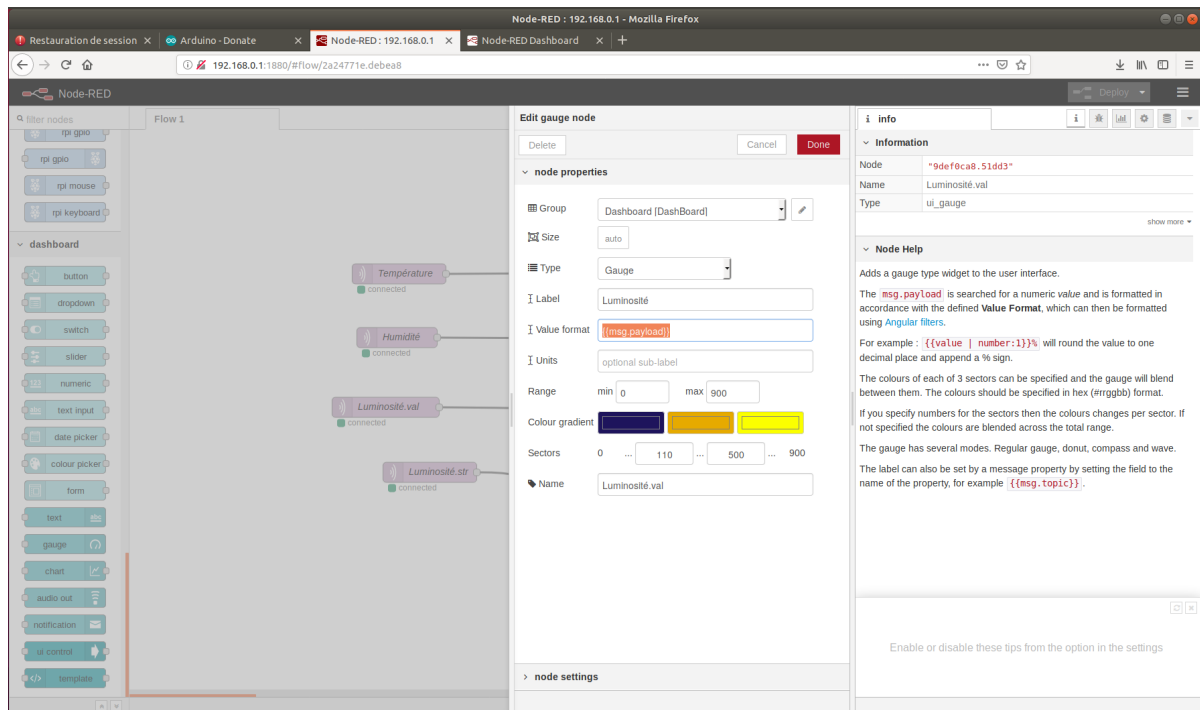 Node-RED : 192.168.0.1 - Mozilla Firefox
Restauration de session
Arduino - Donate
Node-RED : 192.168.0.1
Node-RED Dashboard
192.168.0.1:1880/#flow/2a24771e.debea8
Node-RED
Deploy
filter nodes
rpi gpio
rpi gpio
rpi mouse
rpi keyboard
dashboard
button
dropdown
switch
slider
numeric
text input
date picker
colour picker
form
text
gauge
chart
audio out
notification
ui control
template
Flow 1
Température
connected
Humidité
connected
Luminosité.val
connected
Luminosité.str
connected
Edit gauge node
Delete
Cancel
Done
node properties
Group
Dashboard [DashBoard]
Size
auto
Type
Gauge
Label
Luminosité
Value format
{{msg.payload}}
Units
optional sub-label
Range
min 0
max 900
Colour gradient
Sectors
0 ... 110 ... 500 ... 900
Name
Luminosité.val
node settings
info
Information
Node
"9def0ca8.51dd3"
Name
Luminosité.val
Type
ui_gauge
show more
Node Help
Adds a gauge type widget to the user interface.
The msg.payload is searched for a numeric value and is formatted in
accordance with the defined Value Format, which can then be formatted
using Angular filters.
For example : {{value | number:1}}% will round the value to one
decimal place and append a % sign.
The colours of each of 3 sectors can be specified and the gauge will blend
between them. The colours should be specified in hex (#rrggbb) format.
If you specify numbers for the sectors then the colours changes per sector. If
not specified the colours are blended across the total range.
The gauge has several modes. Regular gauge, donut, compass and wave.
The label can also be set by a message property by setting the field to the
name of the property, for example {{msg.topic}}.
Enable or disable these tips from the option in the settings